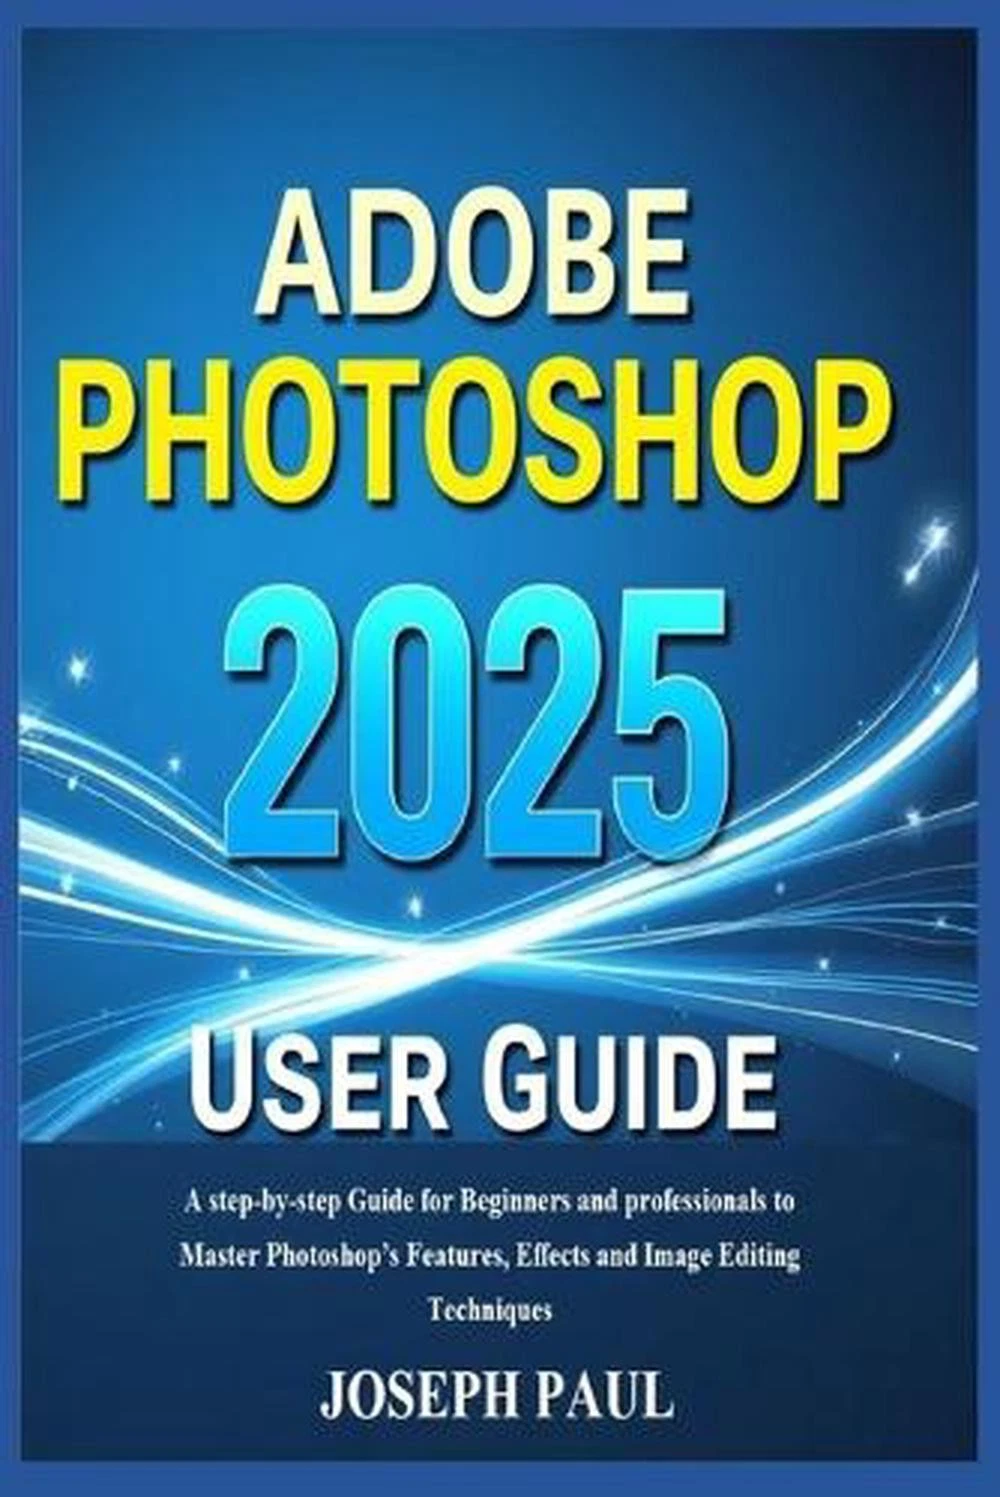 ADOBE
PHOTOSHOP
2025
USER GUIDE
A step-by-step Guide for Beginners and professionals to
Master Photoshop's Features, Effects and Image Editing
Techniques
JOSEPH PAUL